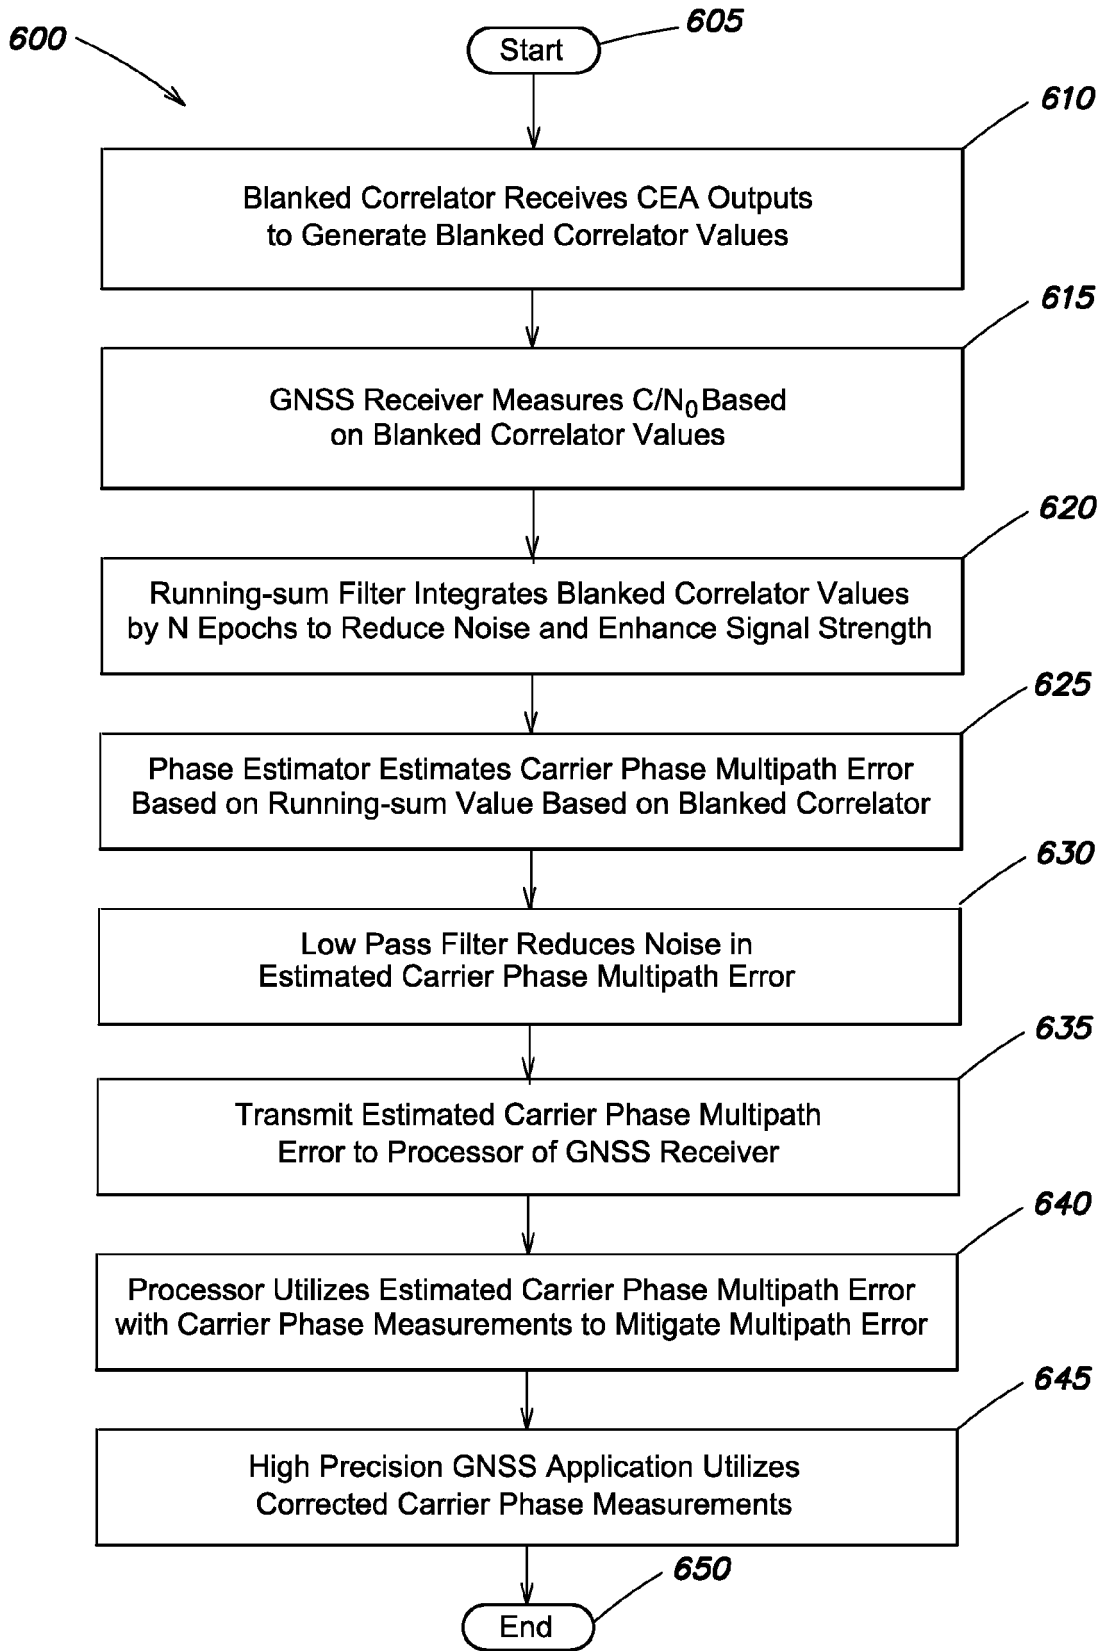 600
Start
605
610
Blanked Correlator Receives CEA Outputs
to Generate Blanked Correlator Values
615
GNSS Receiver Measures C/N₀ Based
on Blanked Correlator Values
620
Running-sum Filter Integrates Blanked Correlator Values
by N Epochs to Reduce Noise and Enhance Signal Strength
625
Phase Estimator Estimates Carrier Phase Multipath Error
Based on Running-sum Value Based on Blanked Correlator
630
Low Pass Filter Reduces Noise in
Estimated Carrier Phase Multipath Error
635
Transmit Estimated Carrier Phase Multipath
Error to Processor of GNSS Receiver
640
Processor Utilizes Estimated Carrier Phase Multipath Error
with Carrier Phase Measurements to Mitigate Multipath Error
645
High Precision GNSS Application Utilizes
Corrected Carrier Phase Measurements
650
End